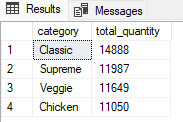 Results Messages
category total_quantity
1 Classic 14888
2 Supreme 11987
3 Veggie 11649
4 Chicken 11050